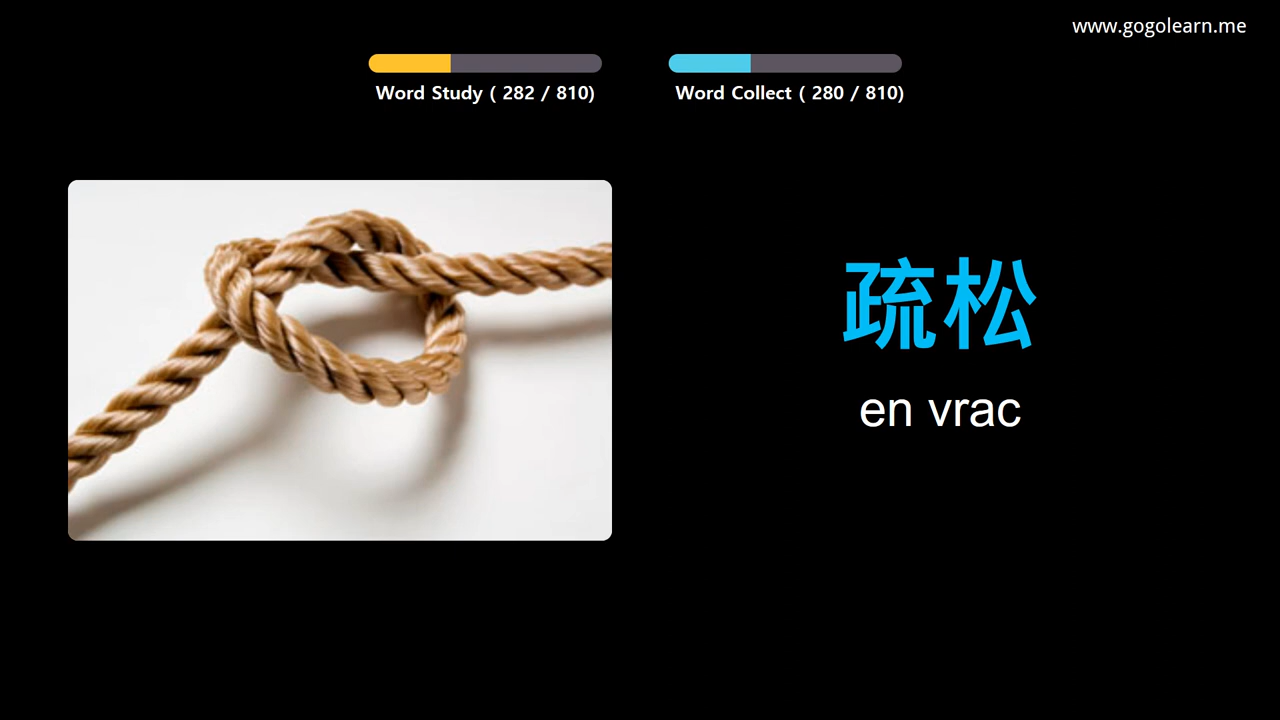 www.gogolearn.me
Word Study ( 282 / 810)
Word Collect ( 280 / 810)
疏松
en vrac